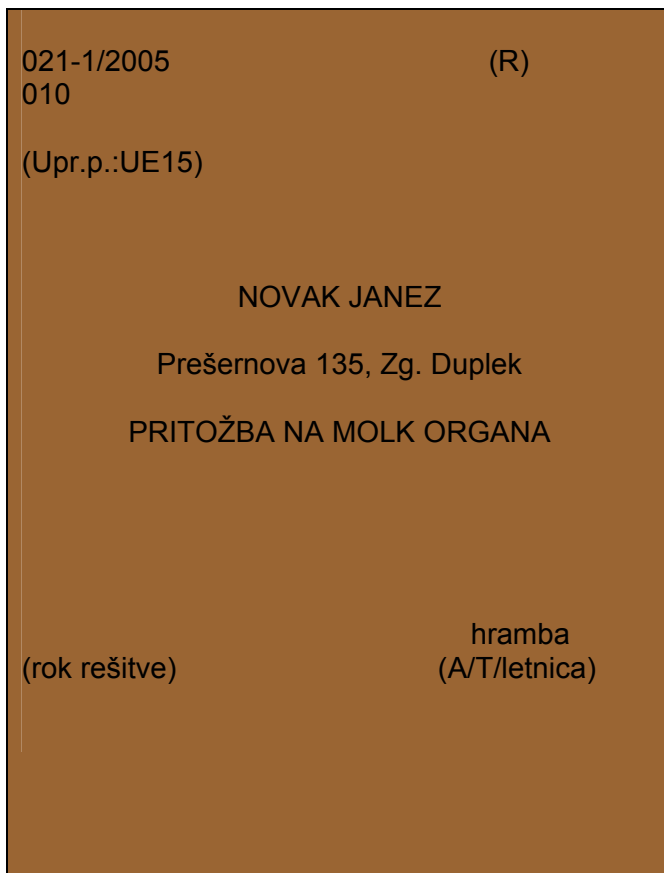 021-1/2005 (R)
010
(Upr.p.:UE15)
NOVAK JANEZ
Prešernova 135, Zg. Duplek
PRITOŽBA NA MOLK ORGANA
hramba
(rok rešitve) (A/T/letnica)